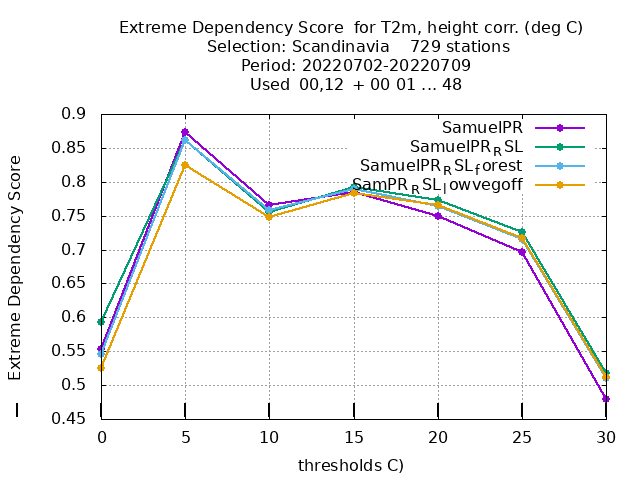 Extreme Dependency Score  for T2m, height corr. (deg C)
Selection: Scandinavia    729 stations
Period: 20220702-20220709
Used  00,12  + 00 01 ... 48
Extreme Dependency Score
0.9
0.85
0.8
0.75
0.7
0.65
0.6
0.55
0.5
0.45
SamuelPR
SamuelPR_RSL
SamuelPR_RSL_forest
SamPR_RSL_lowvegoff
0 5 10 15 20 25 30
thresholds C)